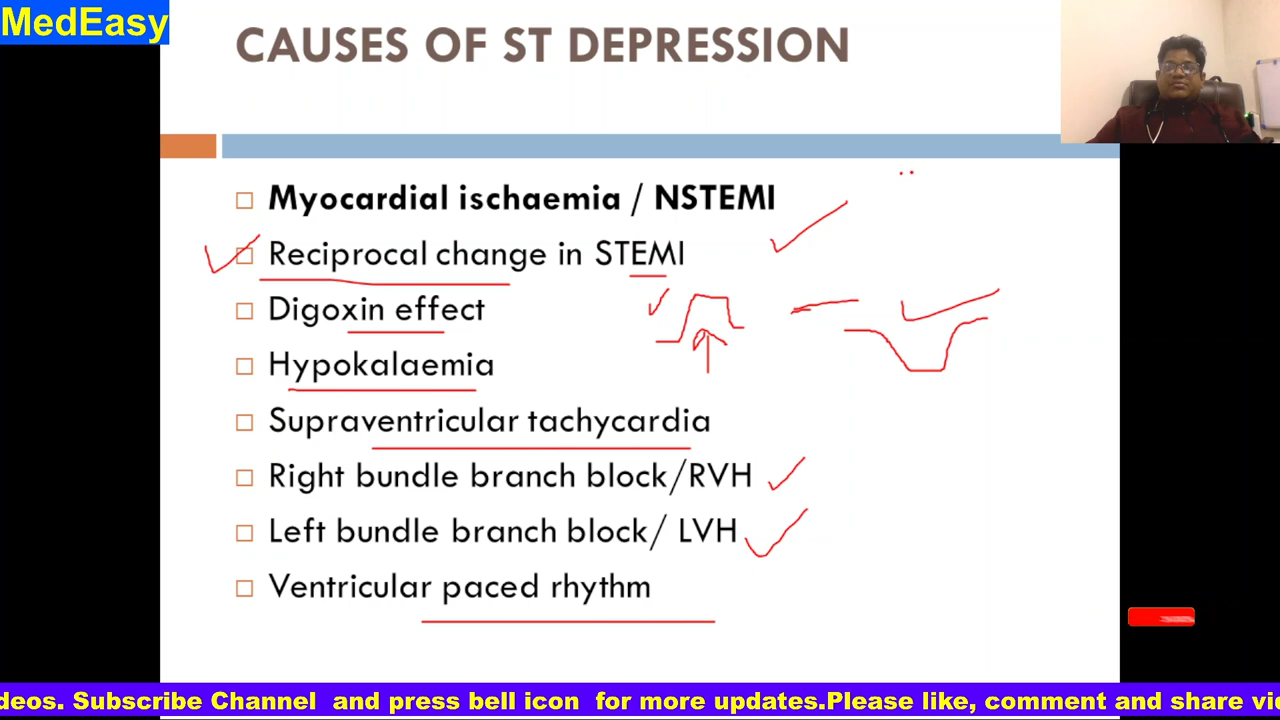 MedEasy
CAUSES OF ST DEPRESSION
Myocardial ischaemia / NSTEMI
Reciprocal change in STEMI
Digoxin effect
Hypokalaemia
Supraventricular tachycardia
Right bundle branch block/RVH
Left bundle branch block/ LVH
Ventricular paced rhythm
deos. Subscribe Channel and press bell icon for more updates.Please like, comment and share vi